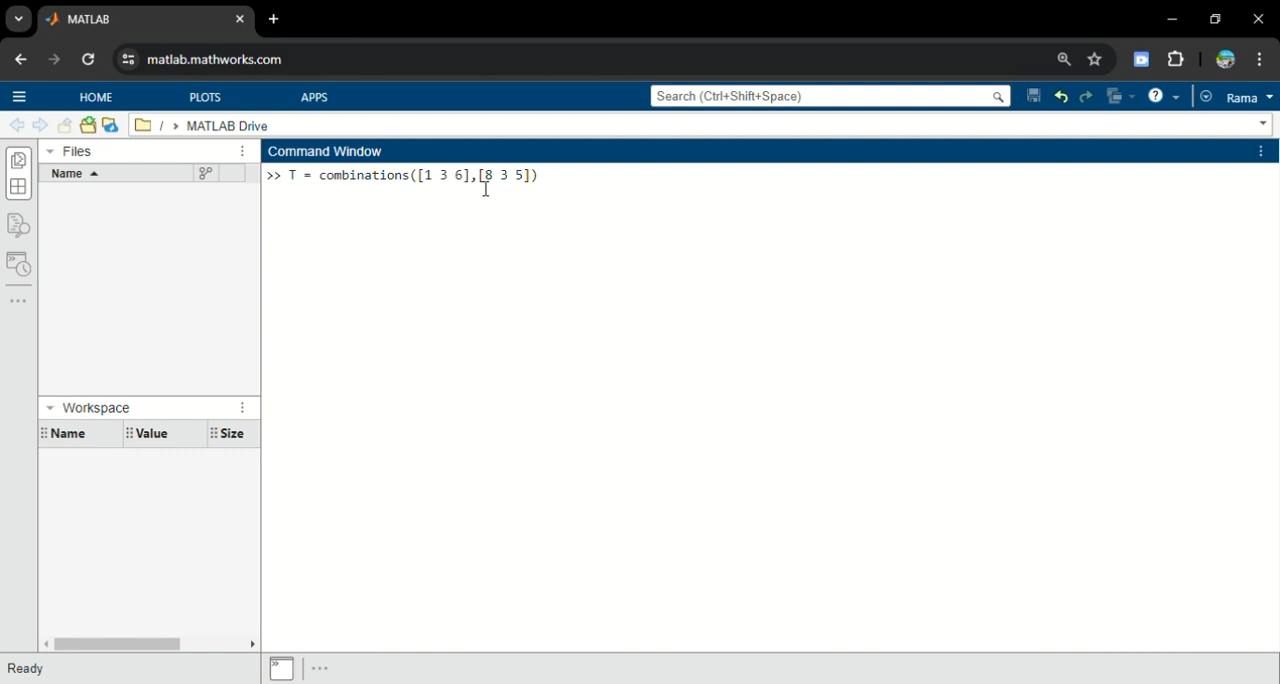 MATLAB
matlab.mathworks.com
HOME PLOTS APPS Search (Ctrl+Shift+Space) Rama
/ MATLAB Drive
Files
Name
Command Window
>> T = combinations([1 3 6],[8 3 5])
Workspace
Name Value Size
Ready